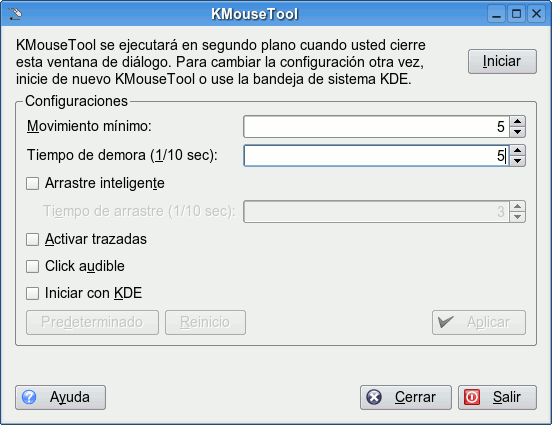 KMouseTool
KMouseTool se ejecutará en segundo plano cuando usted cierre
esta ventana de diálogo. Para cambiar la configuración otra vez,
inicie de nuevo KMouseTool o use la bandeja de sistema KDE.
Iniciar
Configuraciones
Movimiento mínimo: 5
Tiempo de demora (1/10 sec): 5
Arrastre inteligente
Tiempo de arrastre (1/10 sec): 3
Activar trazadas
Click audible
Iniciar con KDE
Predeterminado Reinicio Aplicar
Ayuda Cerrar Salir